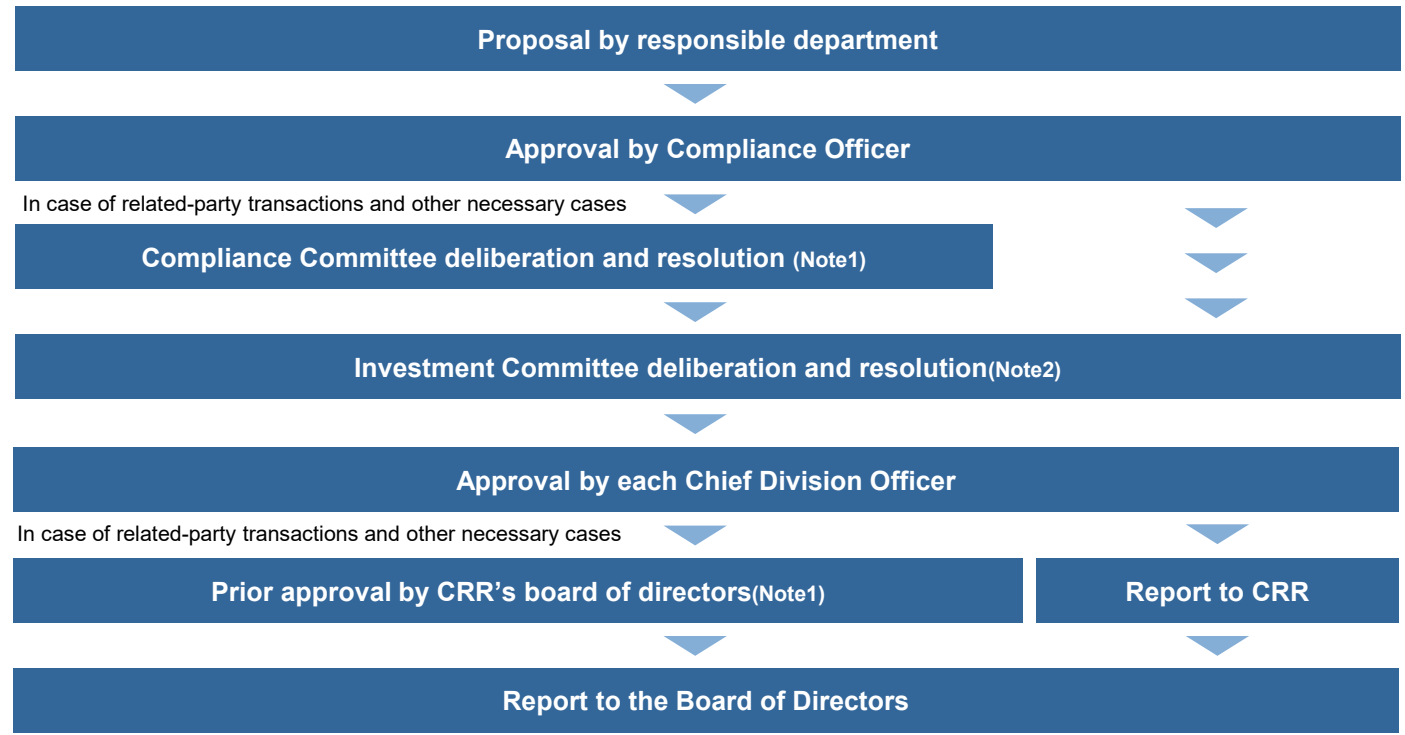 Proposal by responsible department
Approval by Compliance Officer
In case of related-party transactions and other necessary cases
Compliance Committee deliberation and resolution (Note1)
Investment Committee deliberation and resolution(Note2)
Approval by each Chief Division Officer
In case of related-party transactions and other necessary cases
Prior approval by CRR’s board of directors(Note1)
Report to CRR
Report to the Board of Directors